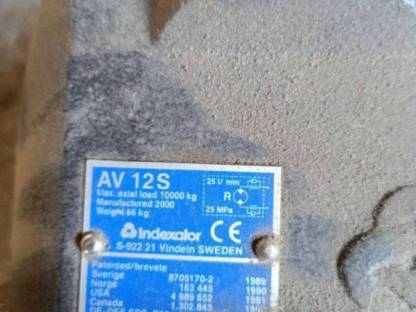 AV 12S
Max. axial load 10000 kg
Manufactured 2000
Weight 66 kg
25 l / min
R
25 MPa
Indexator CE
S-922 21 Vindeln SWEDEN
Patented/brevete
Sverige 8705170-2 1989
Norge 163 445 1990
USA 4 989 652 1991
Canada 1.302.843